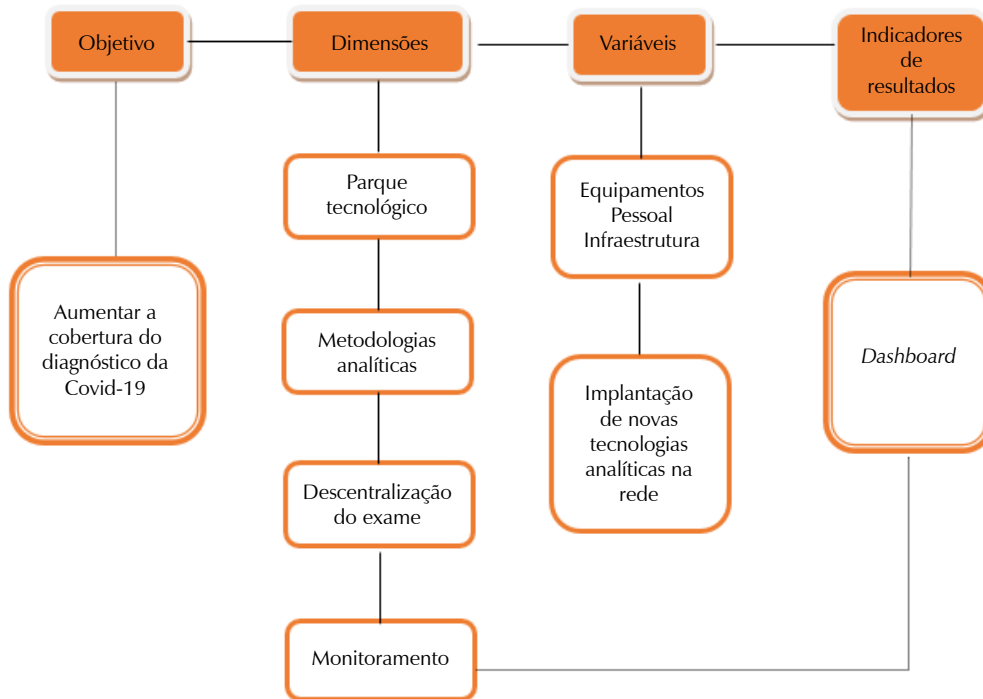 Objetivo
Dimensões
Variáveis
Indicadores
de
resultados
Parque
tecnológico
Equipamentos
Pessoal
Infraestrutura
Aumentar a
cobertura do
diagnóstico da
Covid-19
Metodologias
analíticas
Dashboard
Implantação
de novas
tecnologias
analíticas na
rede
Descentralização
do exame
Monitoramento